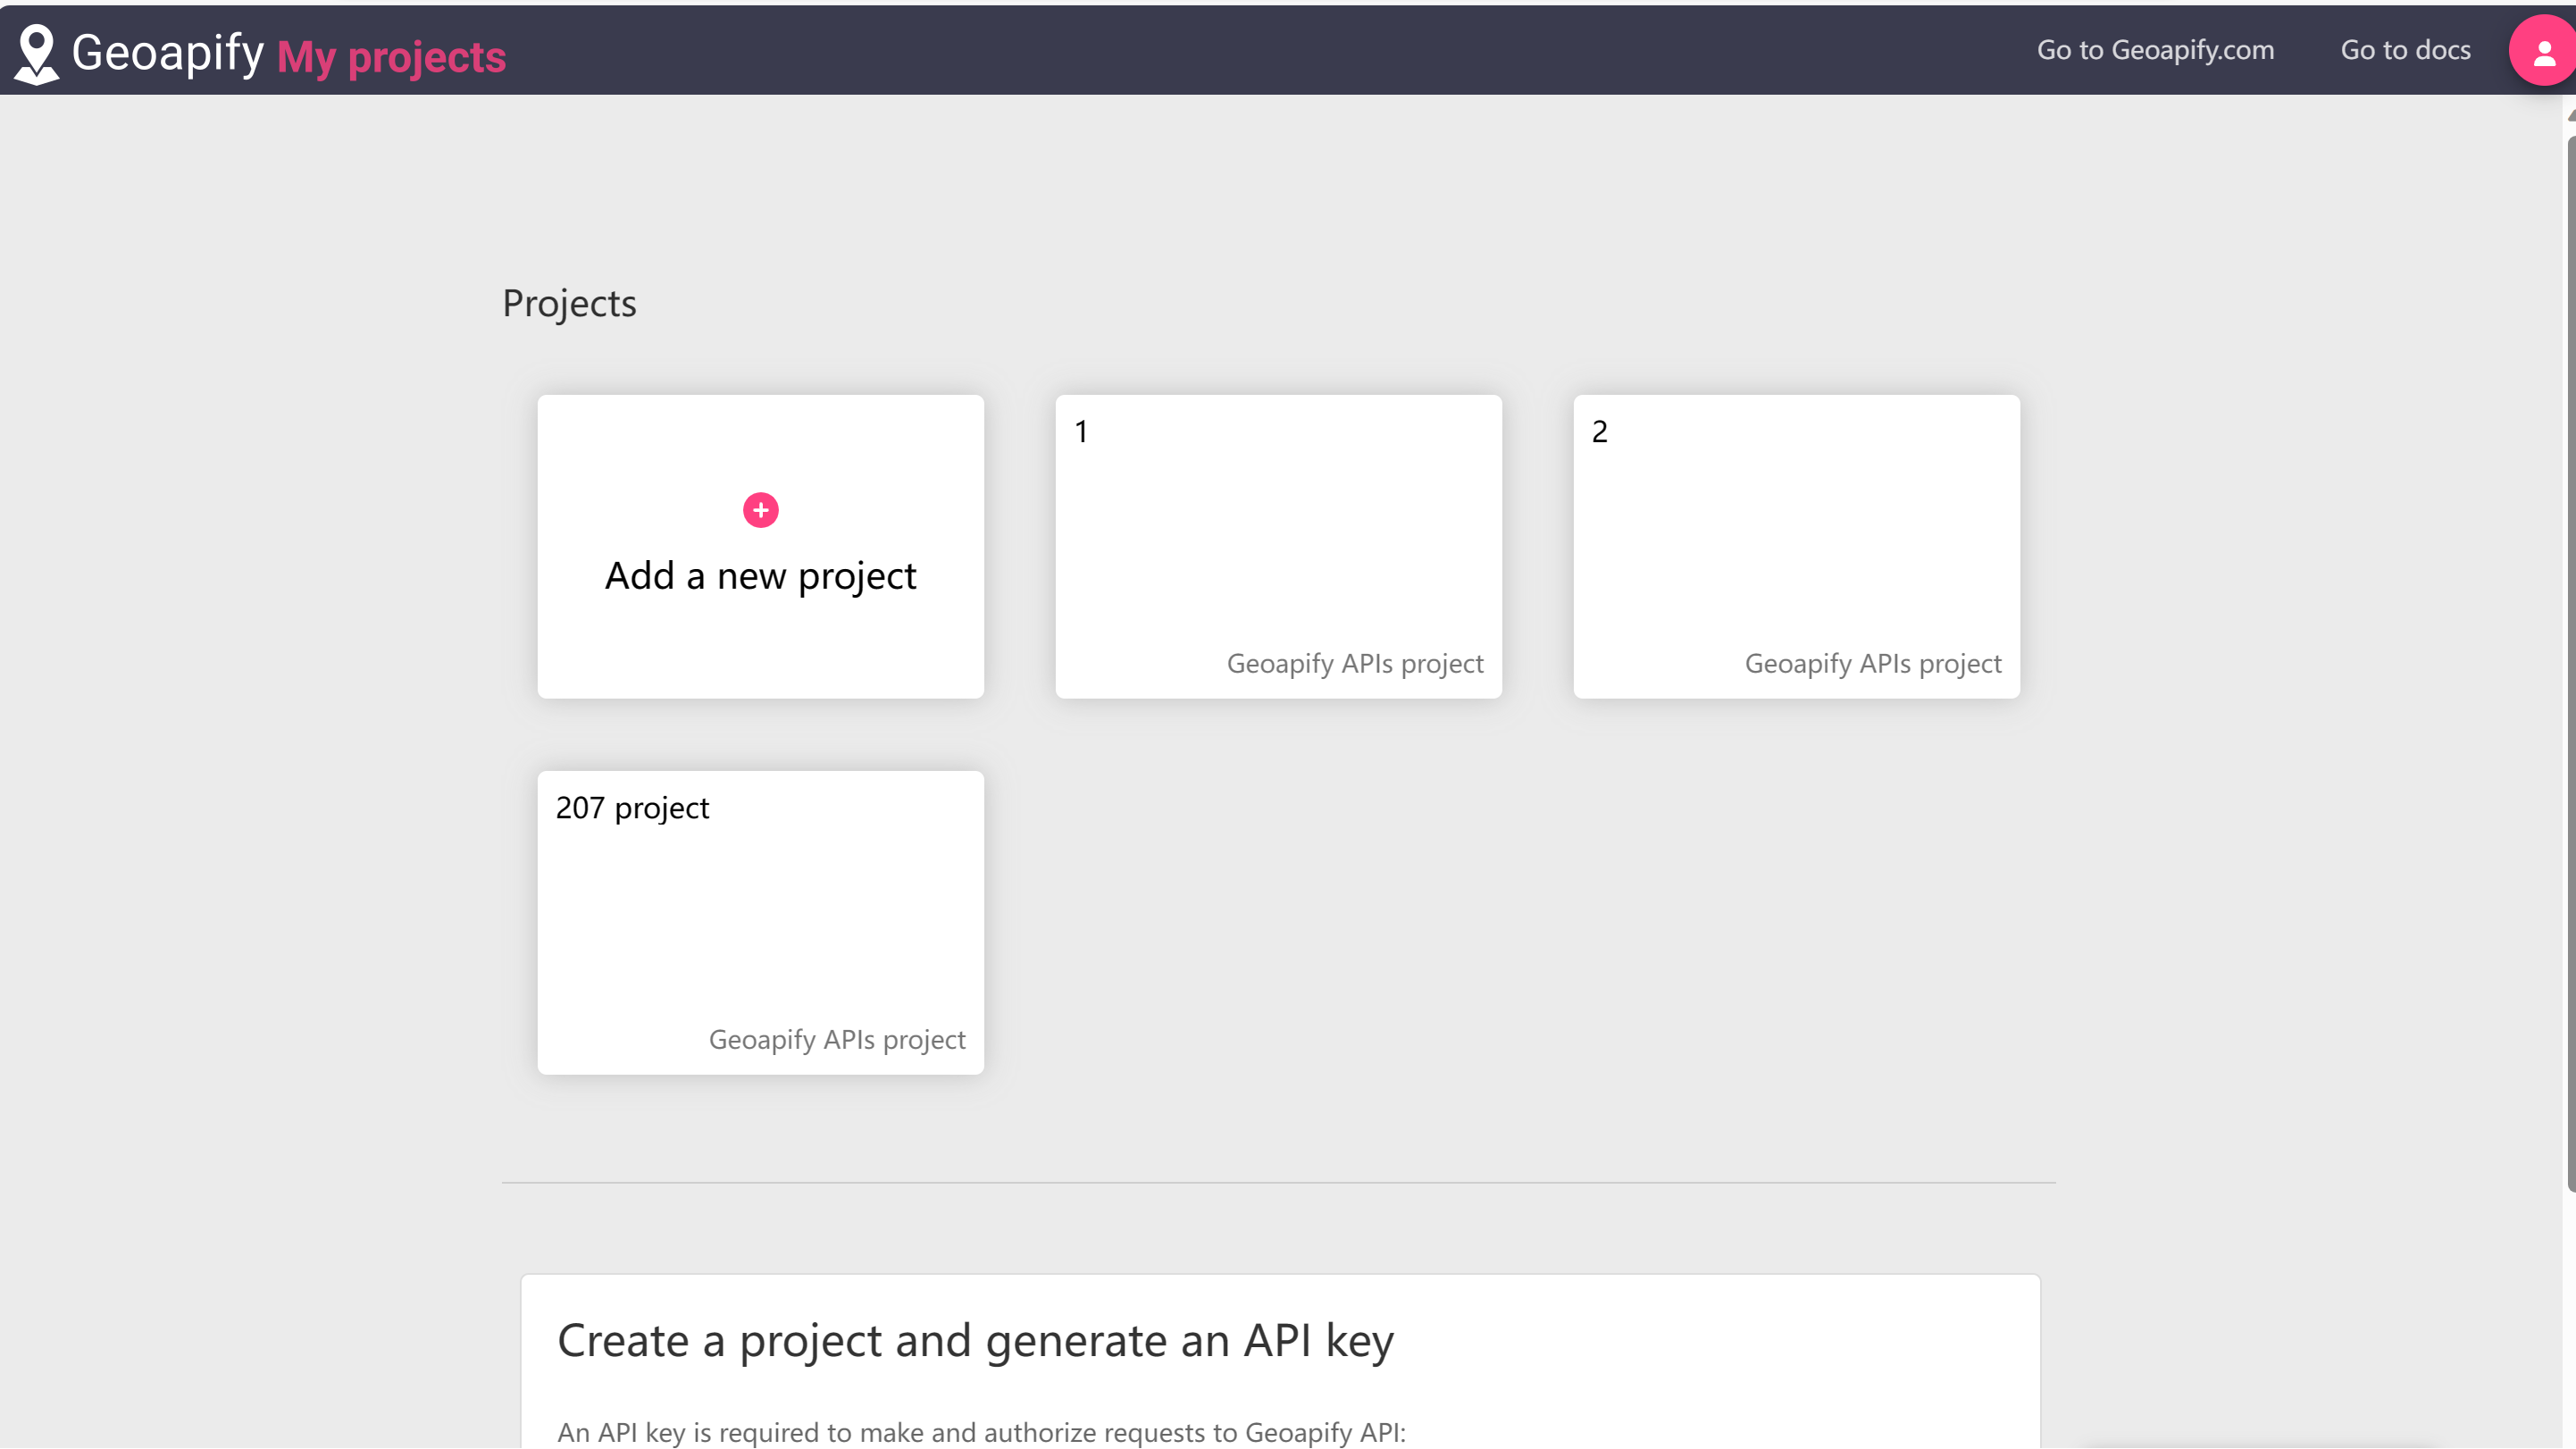 Geoapify My projects
Go to Geoapify.com
Go to docs
Projects
Add a new project
1
Geoapify APIs project
2
Geoapify APIs project
207 project
Geoapify APIs project
Create a project and generate an API key
An API key is required to make and authorize requests to Geoapify API: